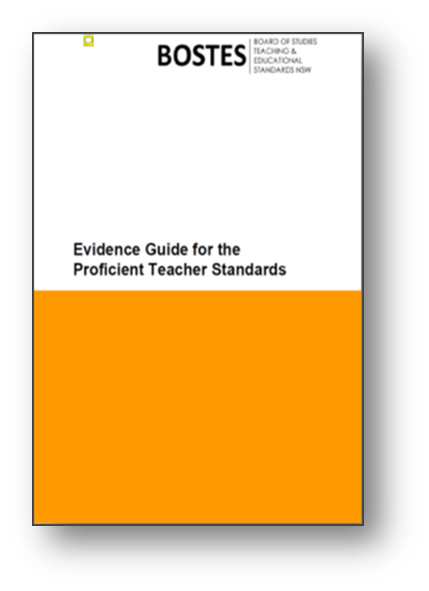 BOSTES
BOARD OF STUDIES
TEACHING &
EDUCATIONAL
STANDARDS NSW
Evidence Guide for the
Proficient Teacher Standards